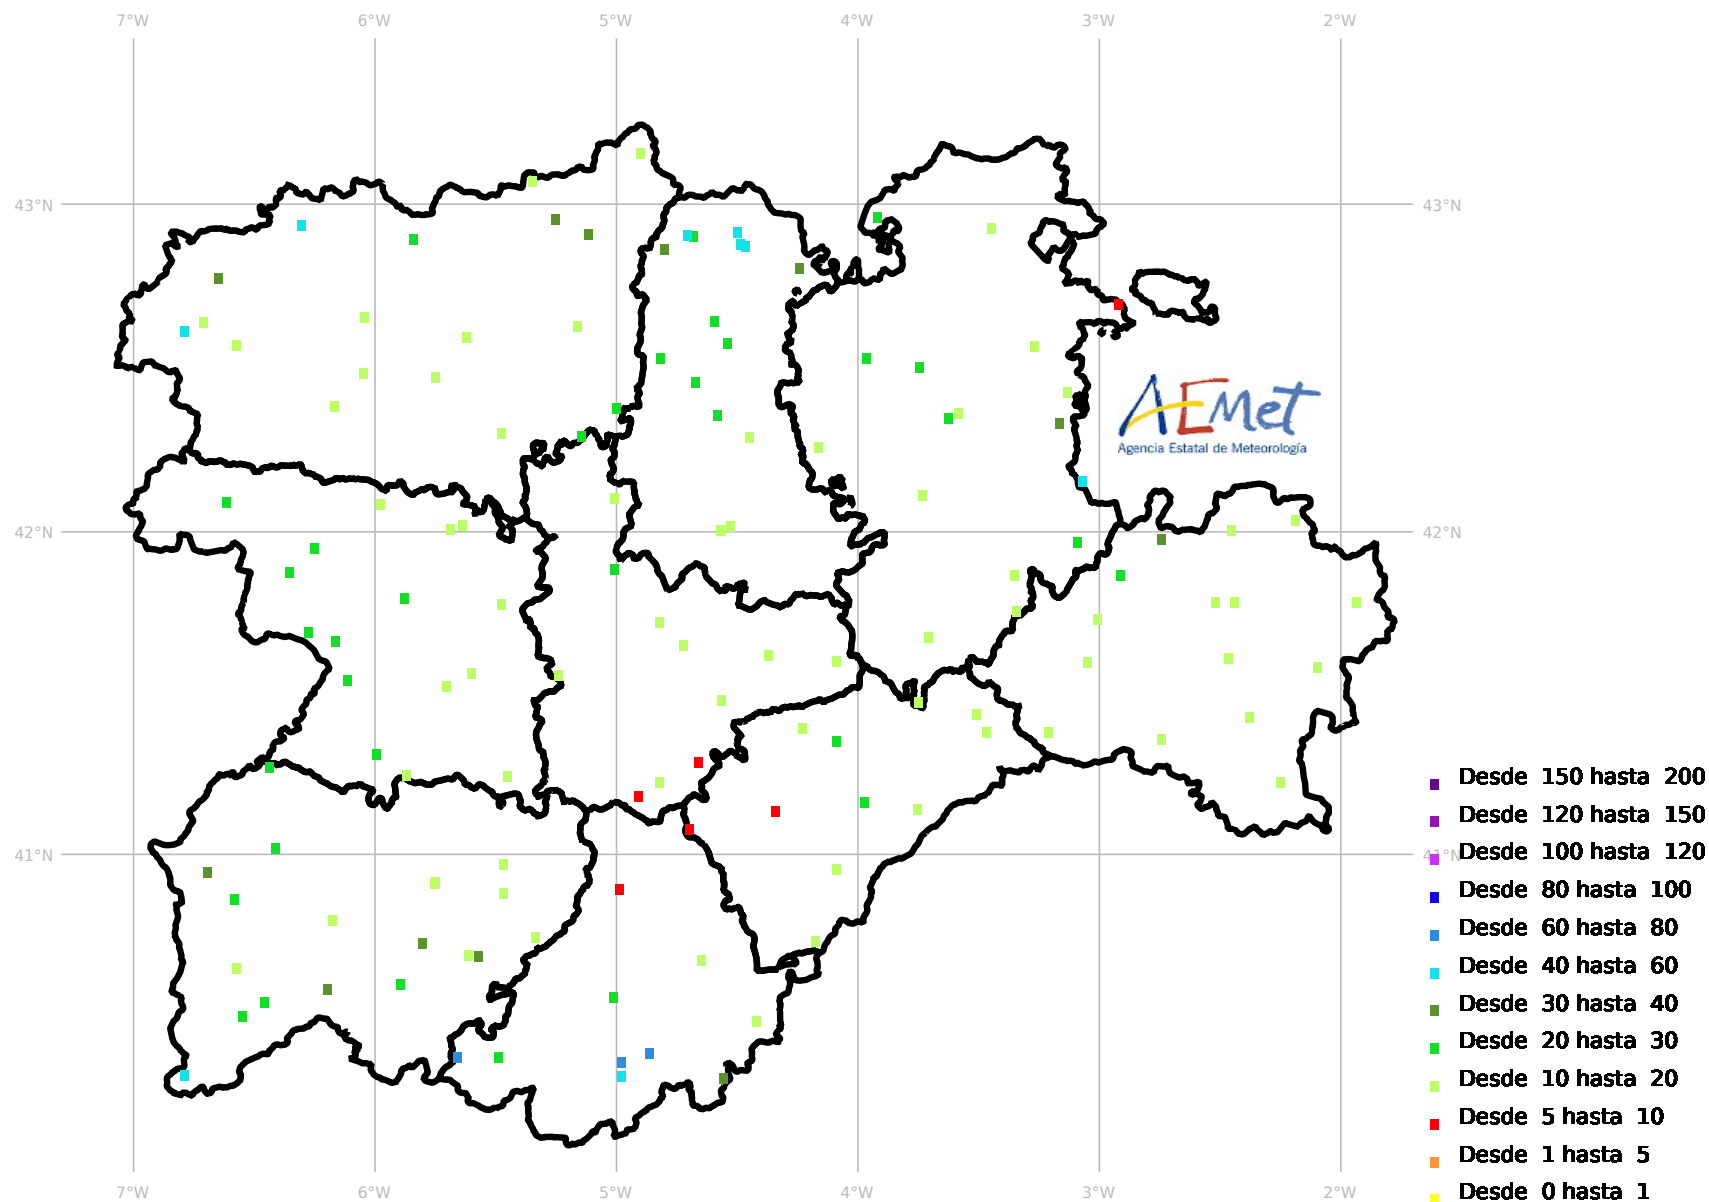 7°W 6°W 5°W 4°W 3°W 2°W
43°N 43°N
AEMet
Agencia Estatal de Meteorología
42°N 42°N
Desde 150 hasta 200
Desde 120 hasta 150
41°N 41°N
Desde 100 hasta 120
Desde 80 hasta 100
Desde 60 hasta 80
Desde 40 hasta 60
Desde 30 hasta 40
Desde 20 hasta 30
Desde 10 hasta 20
Desde 5 hasta 10
Desde 1 hasta 5
Desde 0 hasta 1
7°W 6°W 5°W 4°W 3°W 2°W